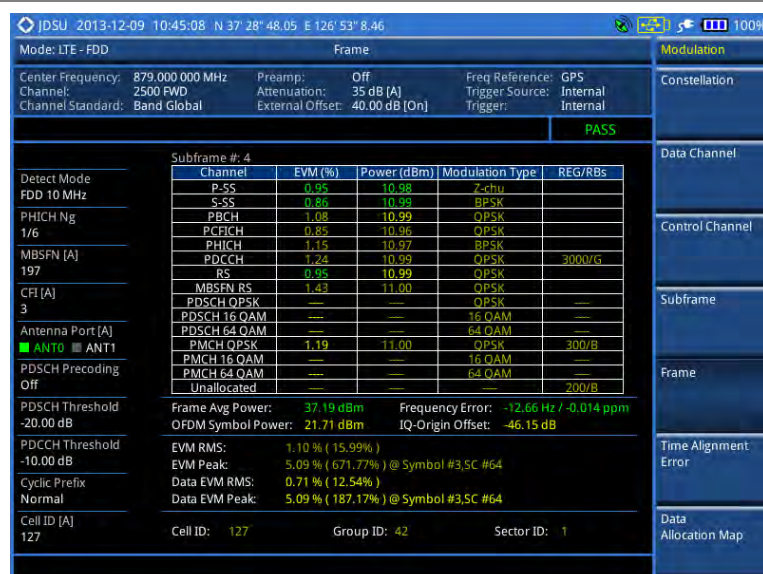 JDSU 2013-12-09 10:45:08 N 37' 28" 48.05 E 126' 53" 8.46 100%
Mode: LTE - FDD Frame Modulation
Center Frequency: 879.000 000 MHz Preamp: Off Freq Reference: GPS
Channel: 2500 FWD Attenuation: 35 dB [A] Trigger Source: Internal
Channel Standard: Band Global External Offset: 40.00 dB [On] Trigger: Internal
PASS
Subframe #: 4
Channel EVM (%) Power (dBm) Modulation Type REG/RBs
P-SS 0.95 10.98 Z-chu
S-SS 0.86 10.99 BPSK
PBCH 1.08 10.99 QPSK
PCFICH 0.85 10.96 QPSK
PHICH 1.15 10.97 BPSK
PDCCH 1.24 10.99 QPSK 3000/G
RS 0.95 10.99 QPSK
MBSFN RS 1.43 11.00 QPSK
PDSCH QPSK ---- ---- QPSK ----
PDSCH 16 QAM ---- ---- 16 QAM ----
PDSCH 64 QAM ---- ---- 64 QAM ----
PMCH QPSK 1.19 11.00 QPSK 300/B
PMCH 16 QAM ---- ---- 16 QAM ----
PMCH 64 QAM ---- ---- 64 QAM ----
Unallocated ---- ---- ---- 200/B
Frame Avg Power: 37.19 dBm Frequency Error: -12.66 Hz / -0.014 ppm
OFDM Symbol Power: 21.71 dBm IQ-Origin Offset: -46.15 dB
EVM RMS: 1.10 % ( 15.99% )
EVM Peak: 5.09 % ( 671.77% ) @ Symbol #3,SC #64
Data EVM RMS: 0.71 % ( 12.54% )
Data EVM Peak: 5.09 % ( 187.17% ) @ Symbol #3,SC #64
Cell ID: 127 Group ID: 42 Sector ID: 1
Detect Mode
FDD 10 MHz
PHICH Ng
1/6
MBSFN [A]
197
CFI [A]
3
Antenna Port [A]
ANT0 ANT1
PDSCH Precoding
Off
PDSCH Threshold
-20.00 dB
PDCCH Threshold
-10.00 dB
Cyclic Prefix
Normal
Cell ID [A]
127
Constellation
Data Channel
Control Channel
Subframe
Frame
Time Alignment
Error
Data
Allocation Map